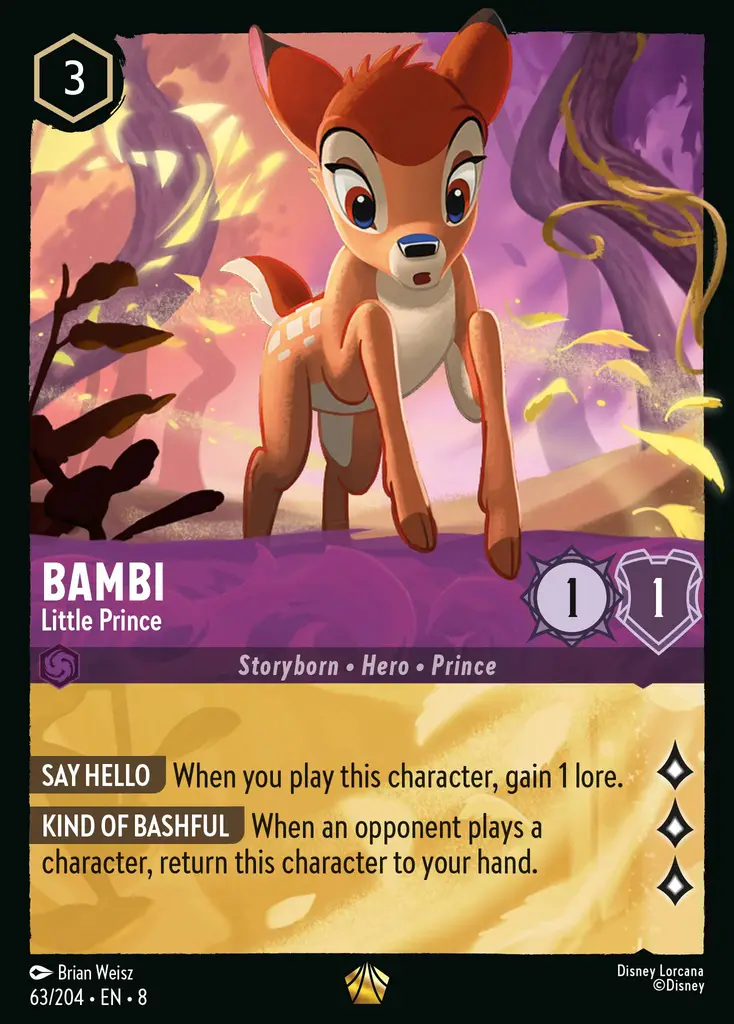 3
BAMBI
Little Prince
1
1
Storyborn • Hero • Prince
SAY HELLO When you play this character, gain 1 lore.
KIND OF BASHFUL When an opponent plays a
character, return this character to your hand.
Brian Weisz
63/204 • EN • 8
Disney Lorcana
©Disney